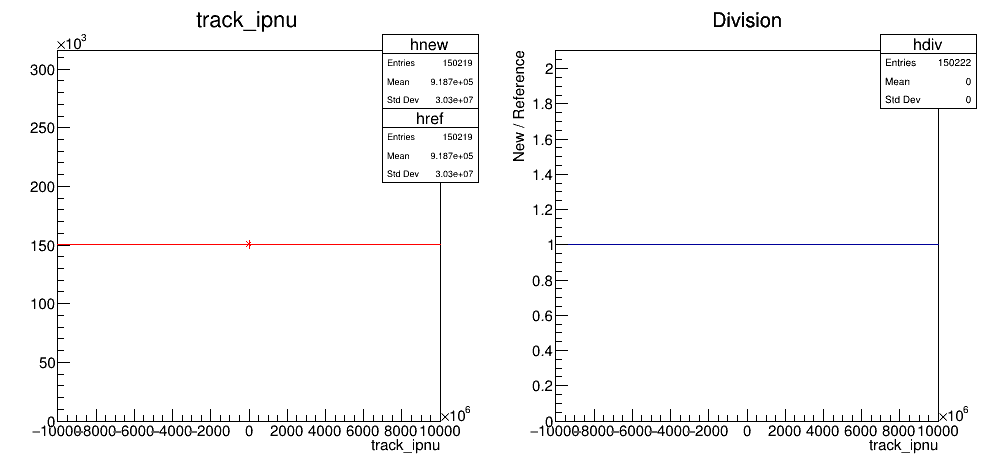 track_ipnu
×10³
300
250
200
150
100
50
0
−10000 −8000 −6000 −4000 −2000 0 2000 4000 6000 8000 10000
×10⁶
track_ipnu
hnew
Entries 150219
Mean 9.187e+05
Std Dev 3.03e+07
href
Entries 150219
Mean 9.187e+05
Std Dev 3.03e+07
Division
New / Reference
2
1.8
1.6
1.4
1.2
1
0.8
0.6
0.4
0.2
0
−10000 −8000 −6000 −4000 −2000 0 2000 4000 6000 8000 10000
×10⁶
track_ipnu
hdiv
Entries 150222
Mean 0
Std Dev 0